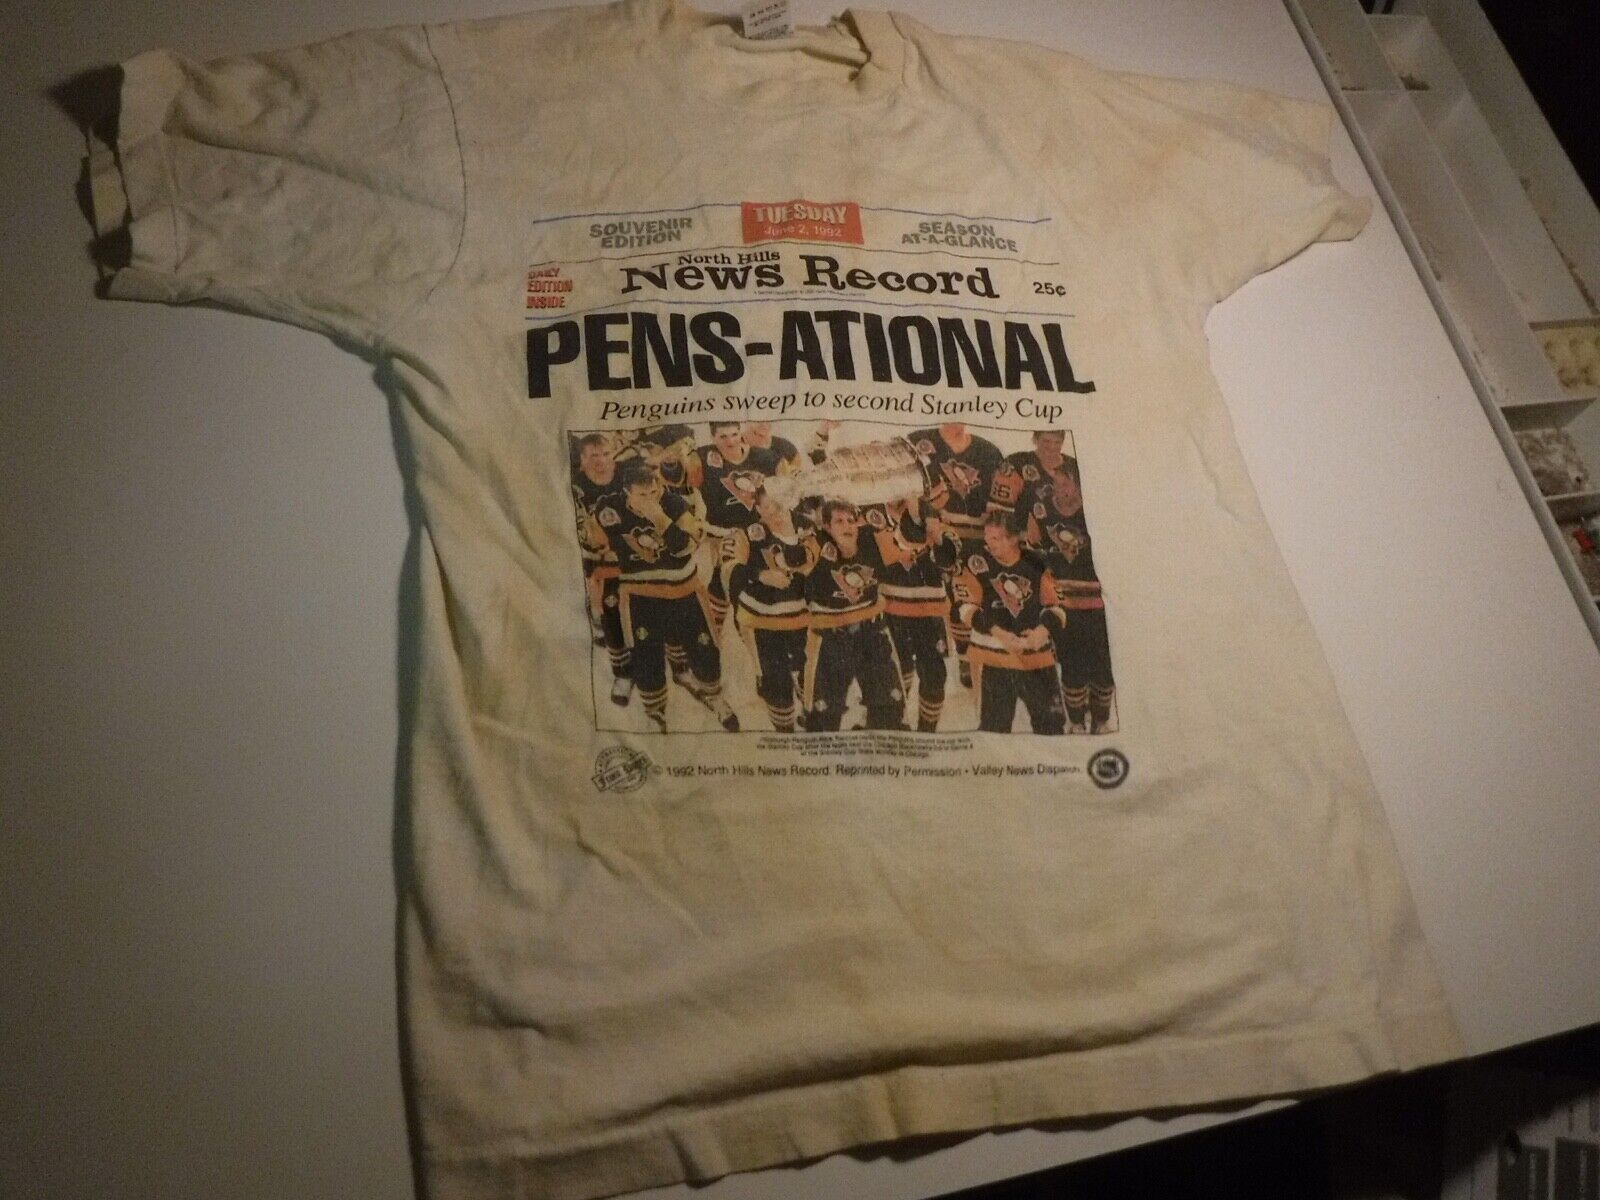 SOUVENIR
EDITION
TUESDAY
June 2, 1992
SEASON
AT-A-GLANCE
DAILY
EDITION
INSIDE
North Hills
News Record
25¢
PENS-ATIONAL
Penguins sweep to second Stanley Cup
© 1992 North Hills News Record. Reprinted by Permission • Valley News Dispatch